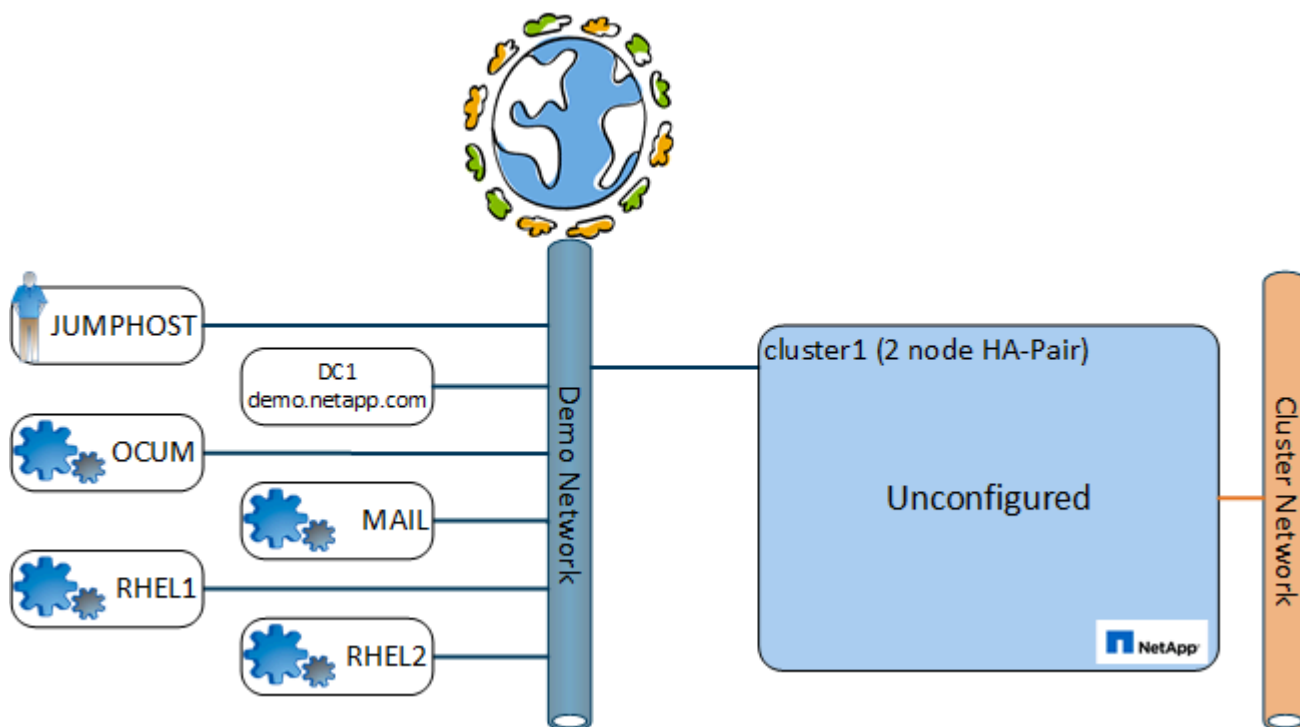 JUMPHOST
DC1
demo.netapp.com
OCUM
MAIL
RHEL1
RHEL2
Demo Network
cluster1 (2 node HA-Pair)
Unconfigured
NetApp
Cluster Network